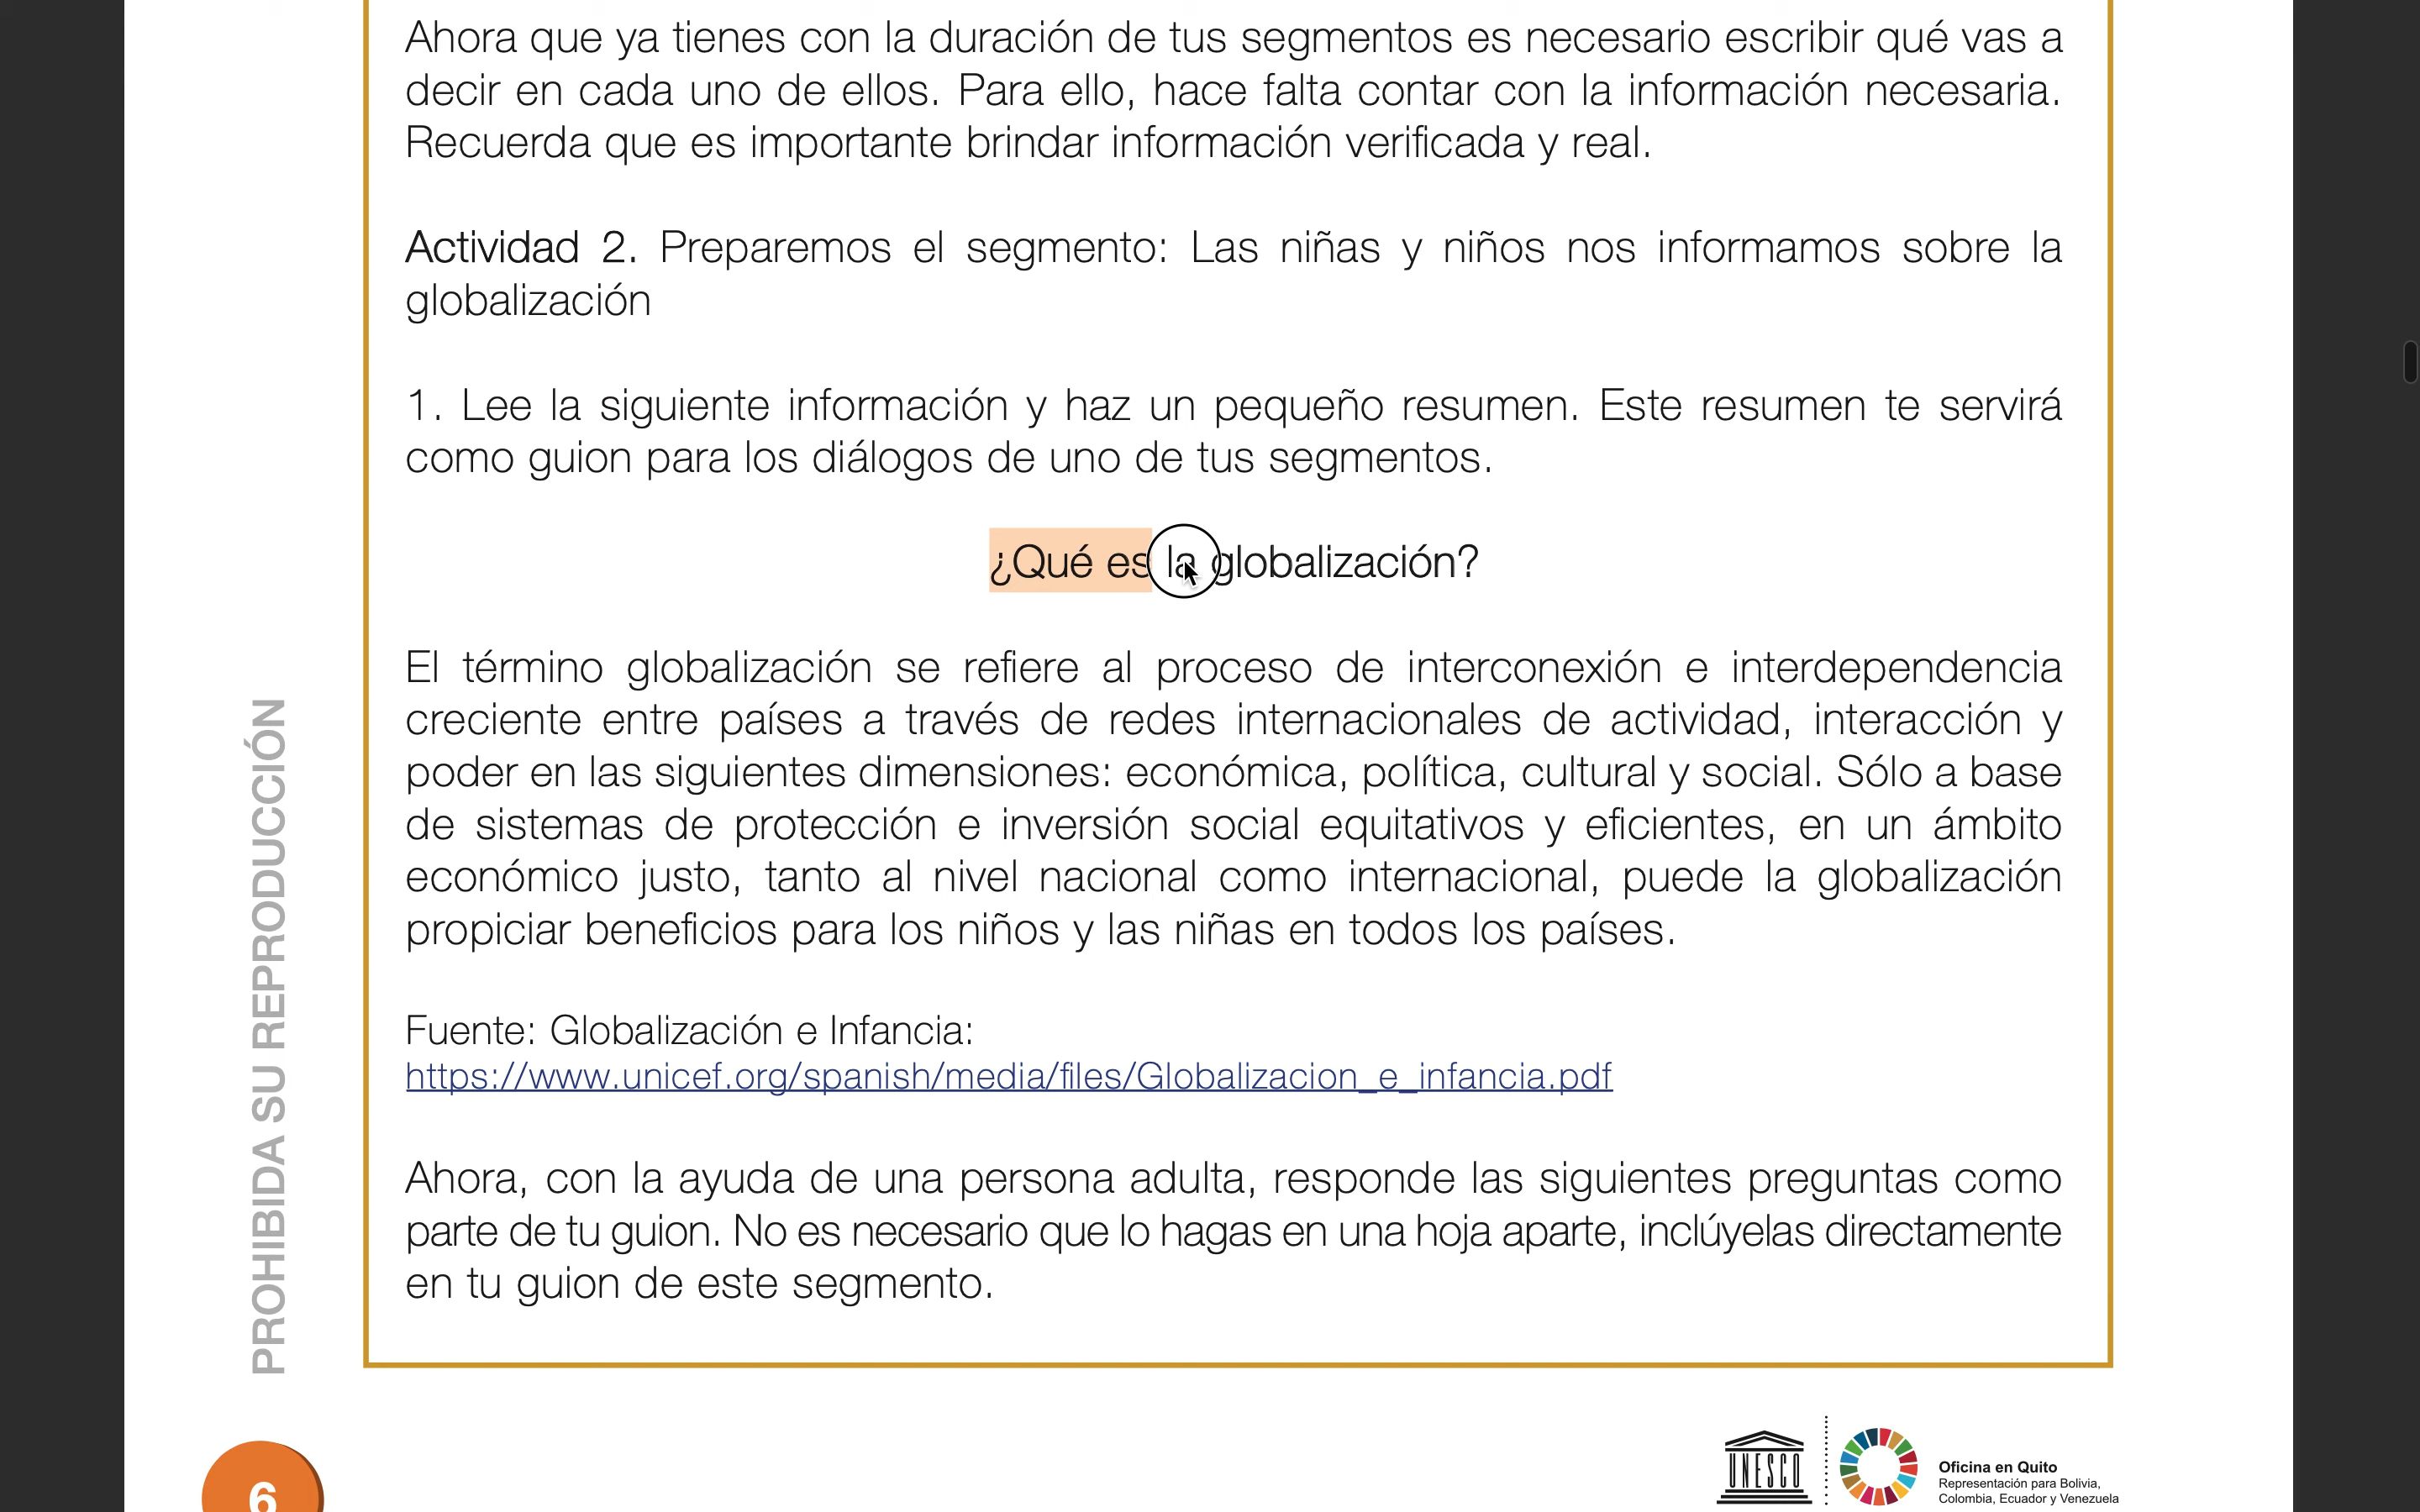 Ahora que ya tienes con la duración de tus segmentos es necesario escribir qué vas a
decir en cada uno de ellos. Para ello, hace falta contar con la información necesaria.
Recuerda que es importante brindar información verificada y real.
Actividad 2. Preparemos el segmento: Las niñas y niños nos informamos sobre la
globalización
1. Lee la siguiente información y haz un pequeño resumen. Este resumen te servirá
como guion para los diálogos de uno de tus segmentos.
¿Qué es la globalización?
El término globalización se refiere al proceso de interconexión e interdependencia
creciente entre países a través de redes internacionales de actividad, interacción y
poder en las siguientes dimensiones: económica, política, cultural y social. Sólo a base
de sistemas de protección e inversión social equitativos y eficientes, en un ámbito
económico justo, tanto al nivel nacional como internacional, puede la globalización
propiciar beneficios para los niños y las niñas en todos los países.
Fuente: Globalización e Infancia:
https://www.unicef.org/spanish/media/files/Globalizacion_e_infancia.pdf
Ahora, con la ayuda de una persona adulta, responde las siguientes preguntas como
parte de tu guion. No es necesario que lo hagas en una hoja aparte, inclúyelas directamente
en tu guion de este segmento.
PROHIBIDA SU REPRODUCCIÓN
6
UNESCO
Oficina en Quito
Representación para Bolivia,
Colombia, Ecuador y Venezuela